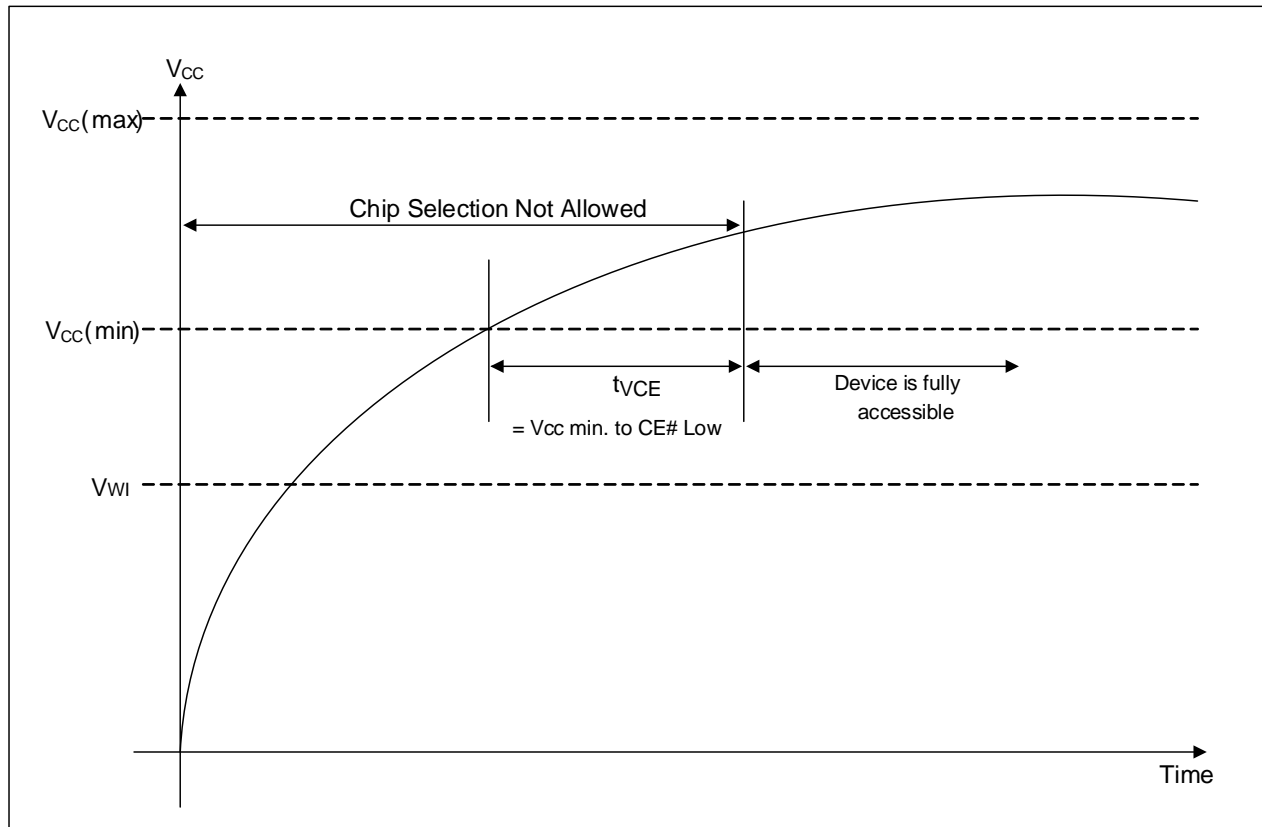 VCC
VCC(max)
Chip Selection Not Allowed
VCC(min)
tVCE
= Vcc min. to CE# Low
Device is fully
accessible
VWI
Time